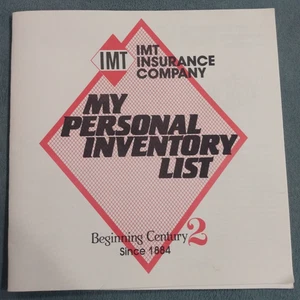 IMT
IMT
INSURANCE
COMPANY
MY
PERSONAL
INVENTORY
LIST
Beginning Century 2
Since 1884